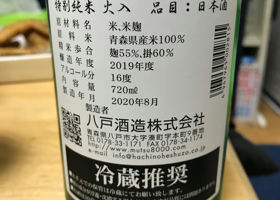 特別純米 火入 品目:日本酒
原材料名 米、米麹
原料米 青森県産米100%
精米歩合 麹55%、掛60%
醸造年度 2019年度
アルコール分 16度
内容量 720㎖
製造年月 2020年8月
製造者
八戸酒造株式会社
青森県八戸市大字湊町字本町9番地
TEL 0178-33-1171 FAX 0178-34-1174
http://www.mutsu8000.com
e-mail info@hachinoheshuzo.co.jp
冷蔵推奨